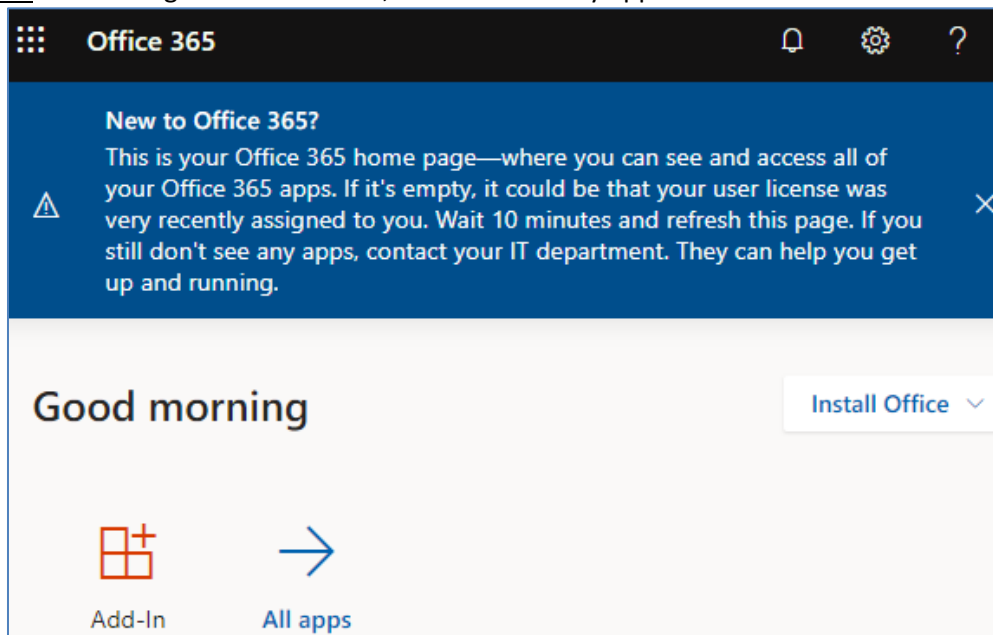 Office 365
?
New to Office 365?
This is your Office 365 home page—where you can see and access all of
your Office 365 apps. If it's empty, it could be that your user license was
very recently assigned to you. Wait 10 minutes and refresh this page. If you
still don't see any apps, contact your IT department. They can help you get
up and running.
Good morning
Install Office
Add-In
All apps